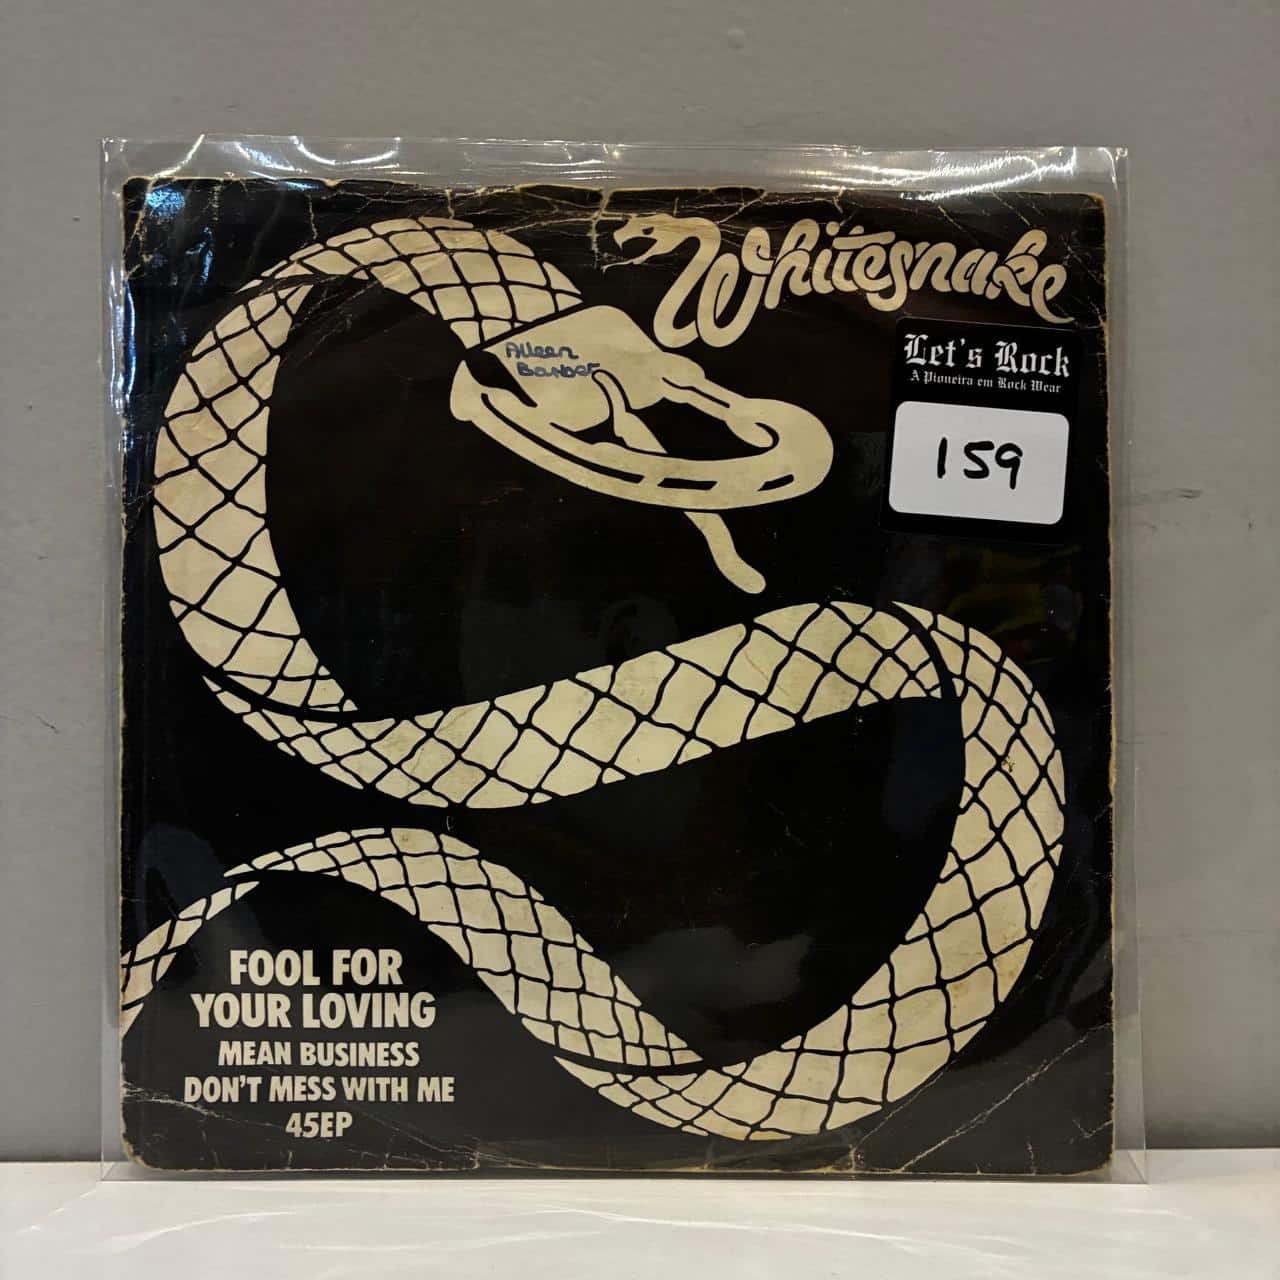 Whitesnake
Aileen
Barber
Let's Rock
A Pioneira em Rock Wear
159
FOOL FOR
YOUR LOVING
MEAN BUSINESS
DON'T MESS WITH ME
45EP